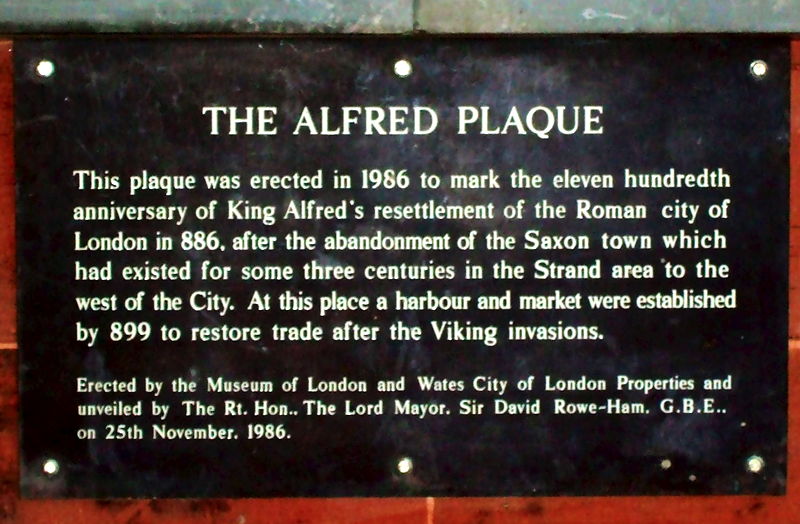 THE ALFRED PLAQUE
This plaque was erected in 1986 to mark the eleven hundredth
anniversary of King Alfred's resettlement of the Roman city of
London in 886, after the abandonment of the Saxon town which
had existed for some three centuries in the Strand area to the
west of the City. At this place a harbour and market were established
by 899 to restore trade after the Viking invasions.
Erected by the Museum of London and Wates City of London Properties and
unveiled by The Rt. Hon.. The Lord Mayor. Sir David Rowe-Ham. G.B.E..
on 25th November. 1986.